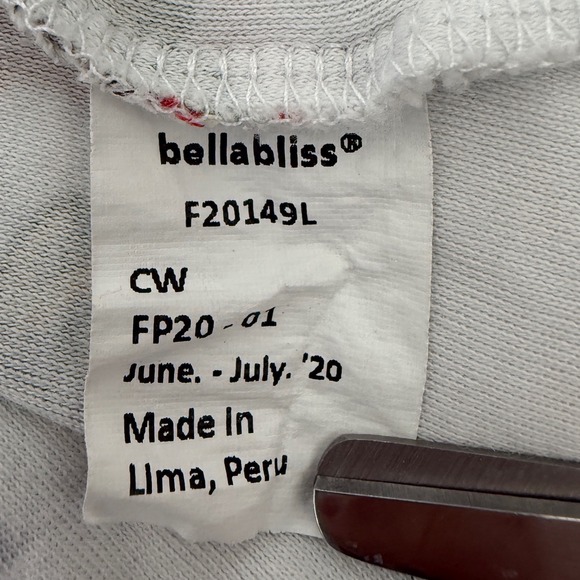 bellabliss®
F20149L
CW
FP20-01
June. - July. '20
Made in
Lima, Peru